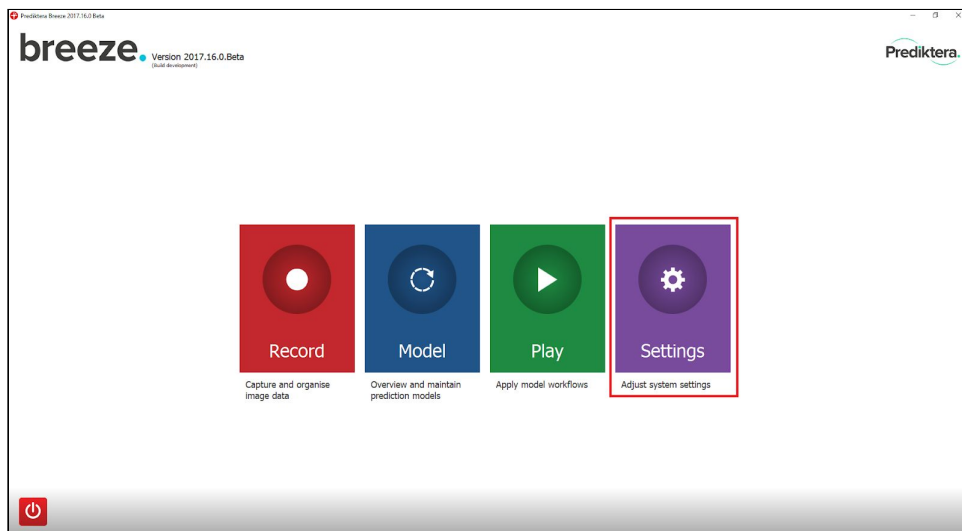 Prediktera Breeze 2017.16.0 Beta
breeze.
Version 2017.16.0.Beta
(Build development)
Prediktera.
Record
Model
Play
Settings
Capture and organise
image data
Overview and maintain
prediction models
Apply model workflows
Adjust system settings